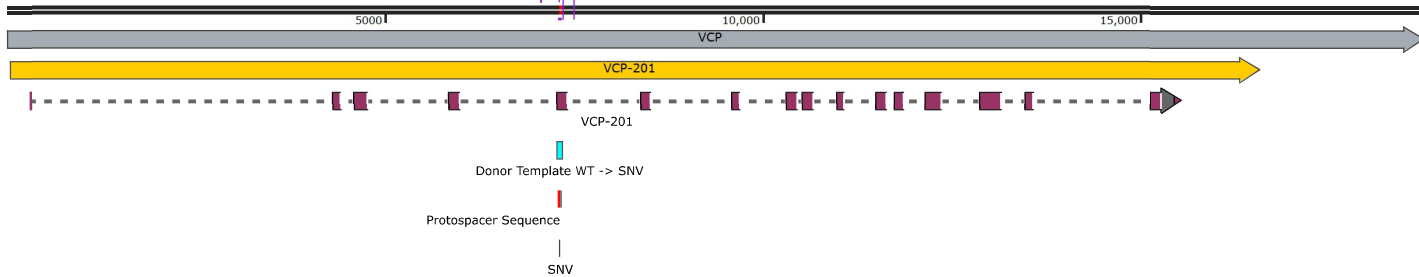 5000 10,000 15,000
VCP
VCP-201
VCP-201
Donor Template WT -> SNV
Protospacer Sequence
SNV